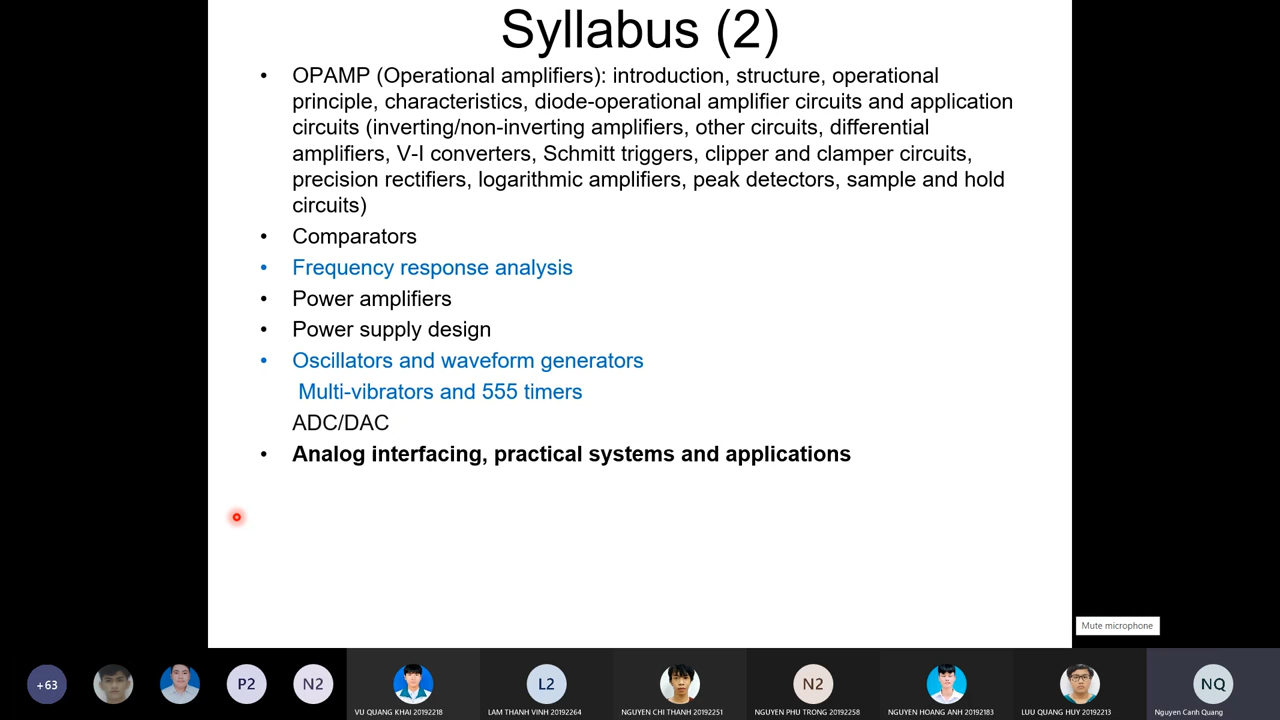 Syllabus (2)
• OPAMP (Operational amplifiers): introduction, structure, operational
principle, characteristics, diode-operational amplifier circuits and application
circuits (inverting/non-inverting amplifiers, other circuits, differential
amplifiers, V-I converters, Schmitt triggers, clipper and clamper circuits,
precision rectifiers, logarithmic amplifiers, peak detectors, sample and hold
circuits)
• Comparators
• Frequency response analysis
• Power amplifiers
• Power supply design
• Oscillators and waveform generators
Multi-vibrators and 555 timers
ADC/DAC
• Analog interfacing, practical systems and applications
Mute microphone
+63
P2
N2
L2
N2
NQ
VU QUANG KHAI 20192218
LAM THANH VINH 20192264
NGUYEN CHI THANH 20192251
NGUYEN PHU TRONG 20192258
NGUYEN HOANG ANH 20192183
LUU QUANG HUY 20192213
Nguyen Canh Quang